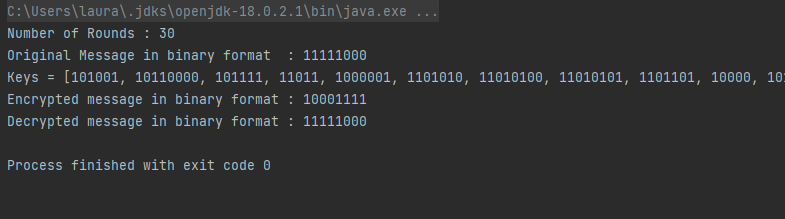 C:\Users\laura\.jdks\openjdk-18.0.2.1\bin\java.exe ...
Number of Rounds : 30
Original Message in binary format  : 11111000
Keys = [101001, 10110000, 101111, 11011, 1000001, 1101010, 11010100, 11010101, 1101101, 10000, 10
Encrypted message in binary format : 10001111
Decrypted message in binary format : 11111000
Process finished with exit code 0